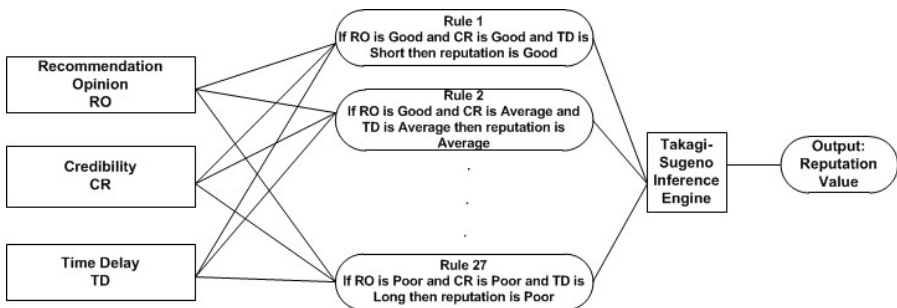 Recommendation
Opinion
RO
Credibility
CR
Time Delay
TD
Rule 1
If RO is Good and CR is Good and TD is
Short then reputation is Good
Rule 2
If RO is Good and CR is Average and
TD is Average then reputation is
Average
.
.
.
Rule 27
If RO is Poor and CR is Poor and TD is
Long then reputation is Poor
Takagi-
Sugeno
Inference
Engine
Output:
Reputation
Value